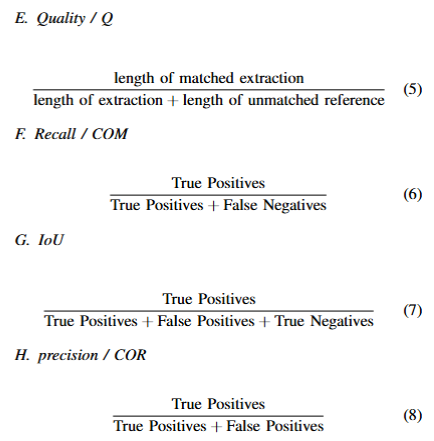 E. Quality / Q
length of matched extraction
length of extraction + length of unmatched reference
(5)
F. Recall / COM
True Positives
True Positives + False Negatives
(6)
G. IoU
True Positives
True Positives + False Positives + True Negatives
(7)
H. precision / COR
True Positives
True Positives + False Positives
(8)